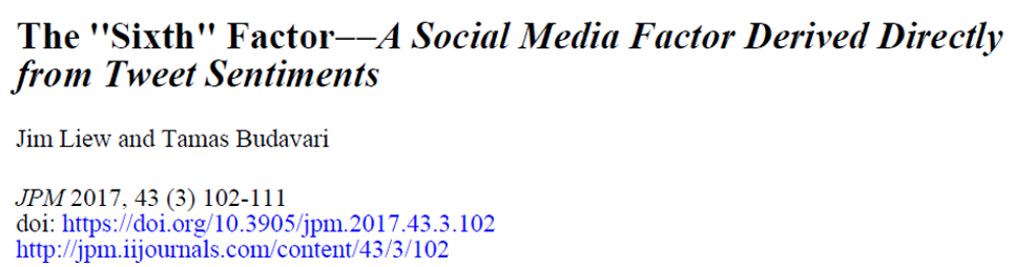 The "Sixth" Factor––A Social Media Factor Derived Directly
from Tweet Sentiments
Jim Liew and Tamas Budavari
JPM 2017, 43 (3) 102-111
doi: https://doi.org/10.3905/jpm.2017.43.3.102
http://jpm.iijournals.com/content/43/3/102